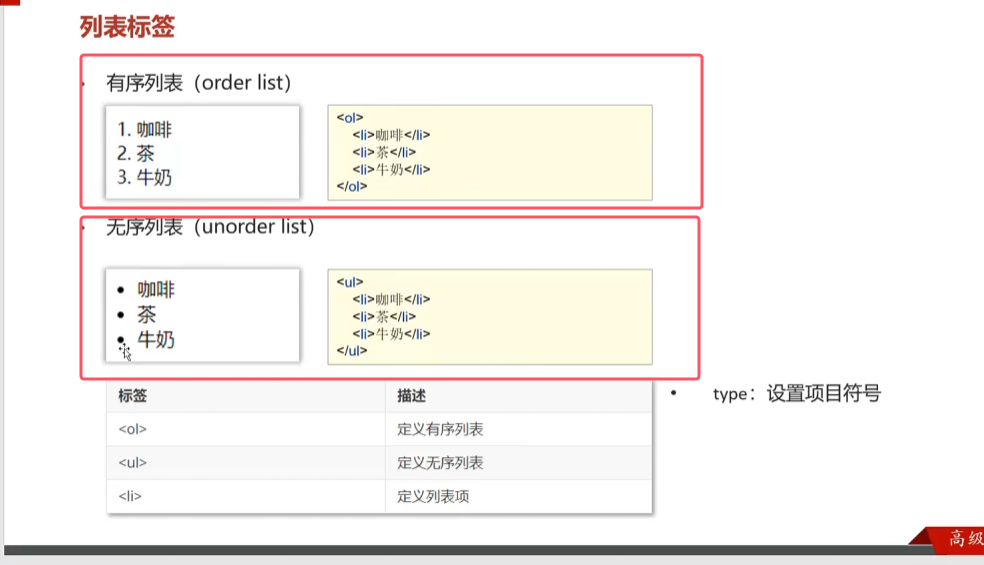 列表标签
有序列表（order list）
1. 咖啡
2. 茶
3. 牛奶
<ol>
<li>咖啡</li>
<li>茶</li>
<li>牛奶</li>
</ol>
无序列表（unorder list）
• 咖啡
• 茶
• 牛奶
<ul>
<li>咖啡</li>
<li>茶</li>
<li>牛奶</li>
</ul>
标签 描述
<ol> 定义有序列表
<ul> 定义无序列表
<li> 定义列表项
• type：设置项目符号
高级